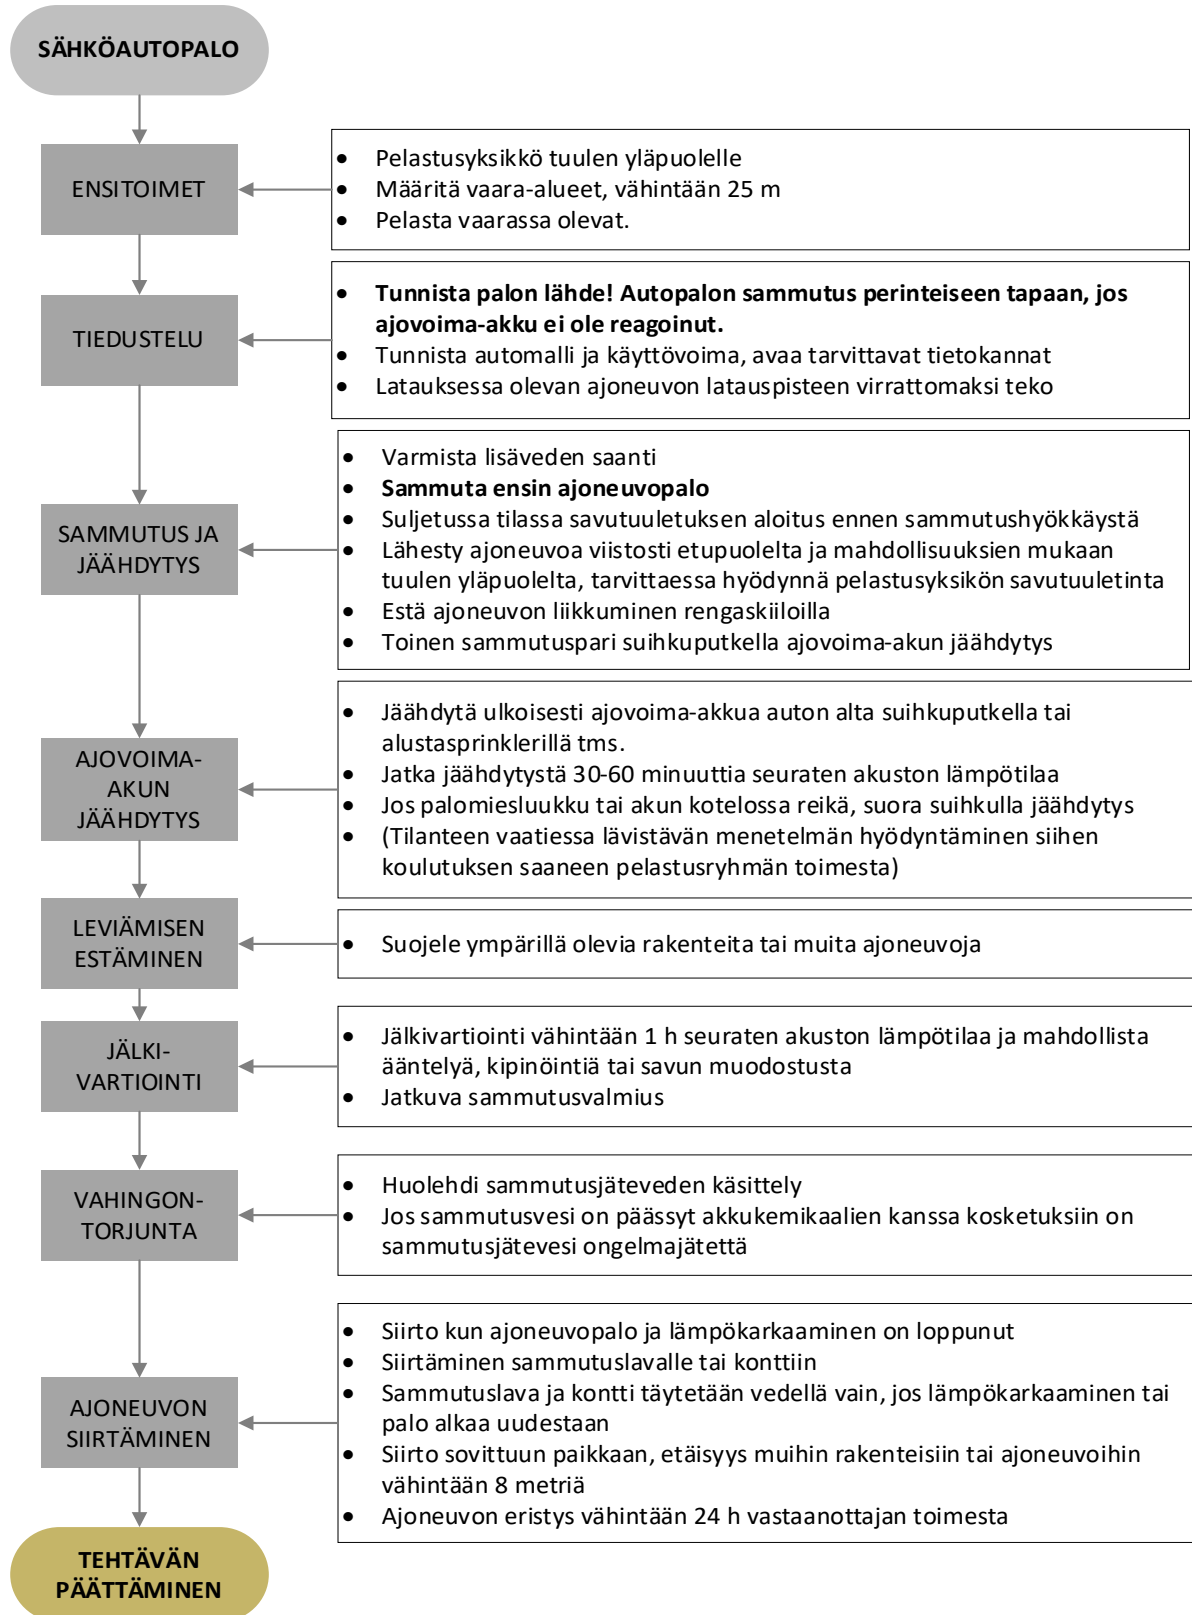 SÄHKÖAUTOPALO
ENSITOIMET
• Pelastusyksikkö tuulen yläpuolelle
• Määritä vaara-alueet, vähintään 25 m
• Pelasta vaarassa olevat.
TIEDUSTELU
• Tunnista palon lähde! Autopalon sammutus perinteiseen tapaan, jos
ajovoima-akku ei ole reagoinut.
• Tunnista automalli ja käyttövoima, avaa tarvittavat tietokannat
• Latauksessa olevan ajoneuvon latauspisteen virrattomaksi teko
SAMMUTUS JA
JÄÄHDYTYS
• Varmista lisäveden saanti
• Sammuta ensin ajoneuvopalo
• Suljetussa tilassa savutuuletuksen aloitus ennen sammutushyökkäystä
• Lähesty ajoneuvoa viistosti etupuolelta ja mahdollisuuksien mukaan
tuulen yläpuolelta, tarvittaessa hyödynnä pelastusyksikön savutuuletinta
• Estä ajoneuvon liikkuminen rengaskiiloilla
• Toinen sammutuspari suihkuputkella ajovoima-akun jäähdytys
AJOVOIMA-
AKUN
JÄÄHDYTYS
• Jäähdytä ulkoisesti ajovoima-akkua auton alta suihkuputkella tai
alustasprinklerillä tms.
• Jatka jäähdytystä 30-60 minuuttia seuraten akuston lämpötilaa
• Jos palomiesluukku tai akun kotelossa reikä, suora suihkulla jäähdytys
• (Tilanteen vaatiessa lävistävän menetelmän hyödyntäminen siihen
koulutuksen saaneen pelastusryhmän toimesta)
LEVIÄMISEN
ESTÄMINEN
• Suojele ympärillä olevia rakenteita tai muita ajoneuvoja
JÄLKI-
VARTIOINTI
• Jälkivartiointi vähintään 1 h seuraten akuston lämpötilaa ja mahdollista
ääntelyä, kipinöintiä tai savun muodostusta
• Jatkuva sammutusvalmius
VAHINGON-
TORJUNTA
• Huolehdi sammutusjäteveden käsittely
• Jos sammutusvesi on päässyt akkukemikaalien kanssa kosketuksiin on
sammutusjätevesi ongelmajätettä
AJONEUVON
SIIRTÄMINEN
• Siirto kun ajoneuvopalo ja lämpökarkaaminen on loppunut
• Siirtäminen sammutuslavalle tai konttiin
• Sammutuslava ja kontti täytetään vedellä vain, jos lämpökarkaaminen tai
palo alkaa uudestaan
• Siirto sovittuun paikkaan, etäisyys muihin rakenteisiin tai ajoneuvoihin
vähintään 8 metriä
• Ajoneuvon eristys vähintään 24 h vastaanottajan toimesta
TEHTÄVÄN
PÄÄTTÄMINEN